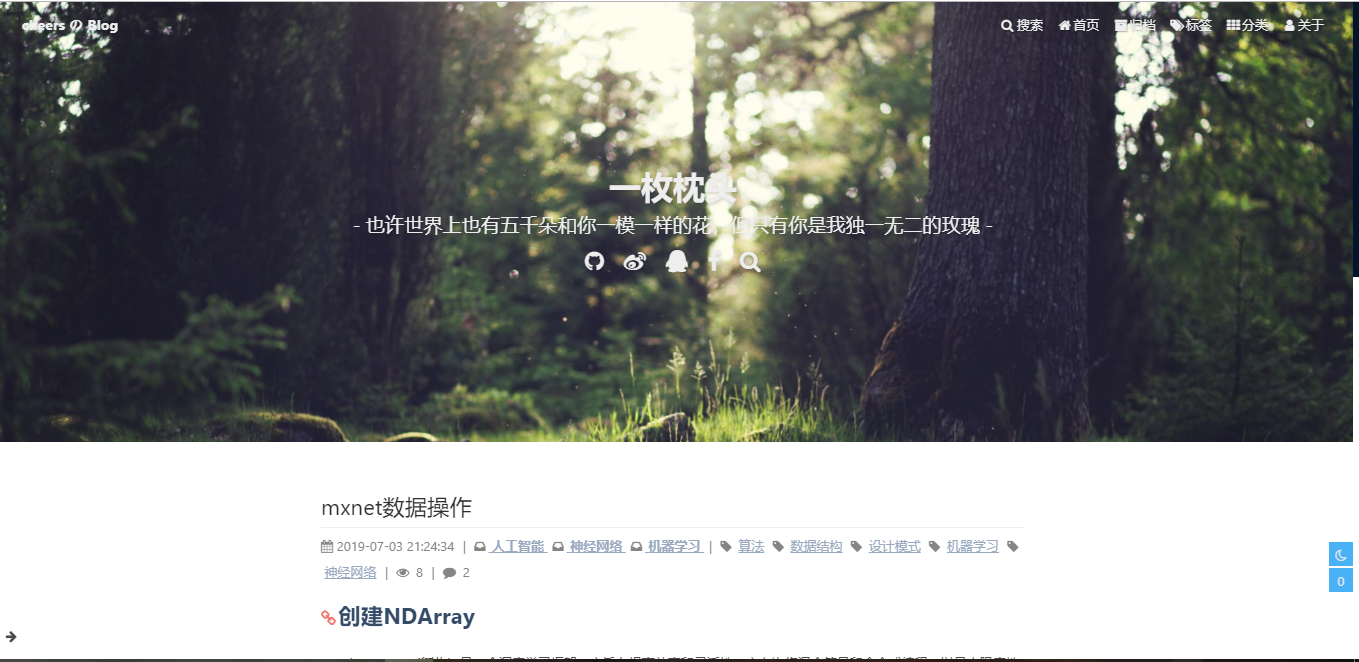 cheers の Blog
搜索 首页 归档 标签 分类 关于
一枚枕头
- 也许世界上也有五千朵和你一模一样的花，但只有你是我独一无二的玫瑰 -
mxnet数据操作
2019-07-03 21:24:34 | 人工智能 神经网络 机器学习 | 算法 数据结构 设计模式 机器学习
神经网络 | 8 | 2
创建NDArray
0